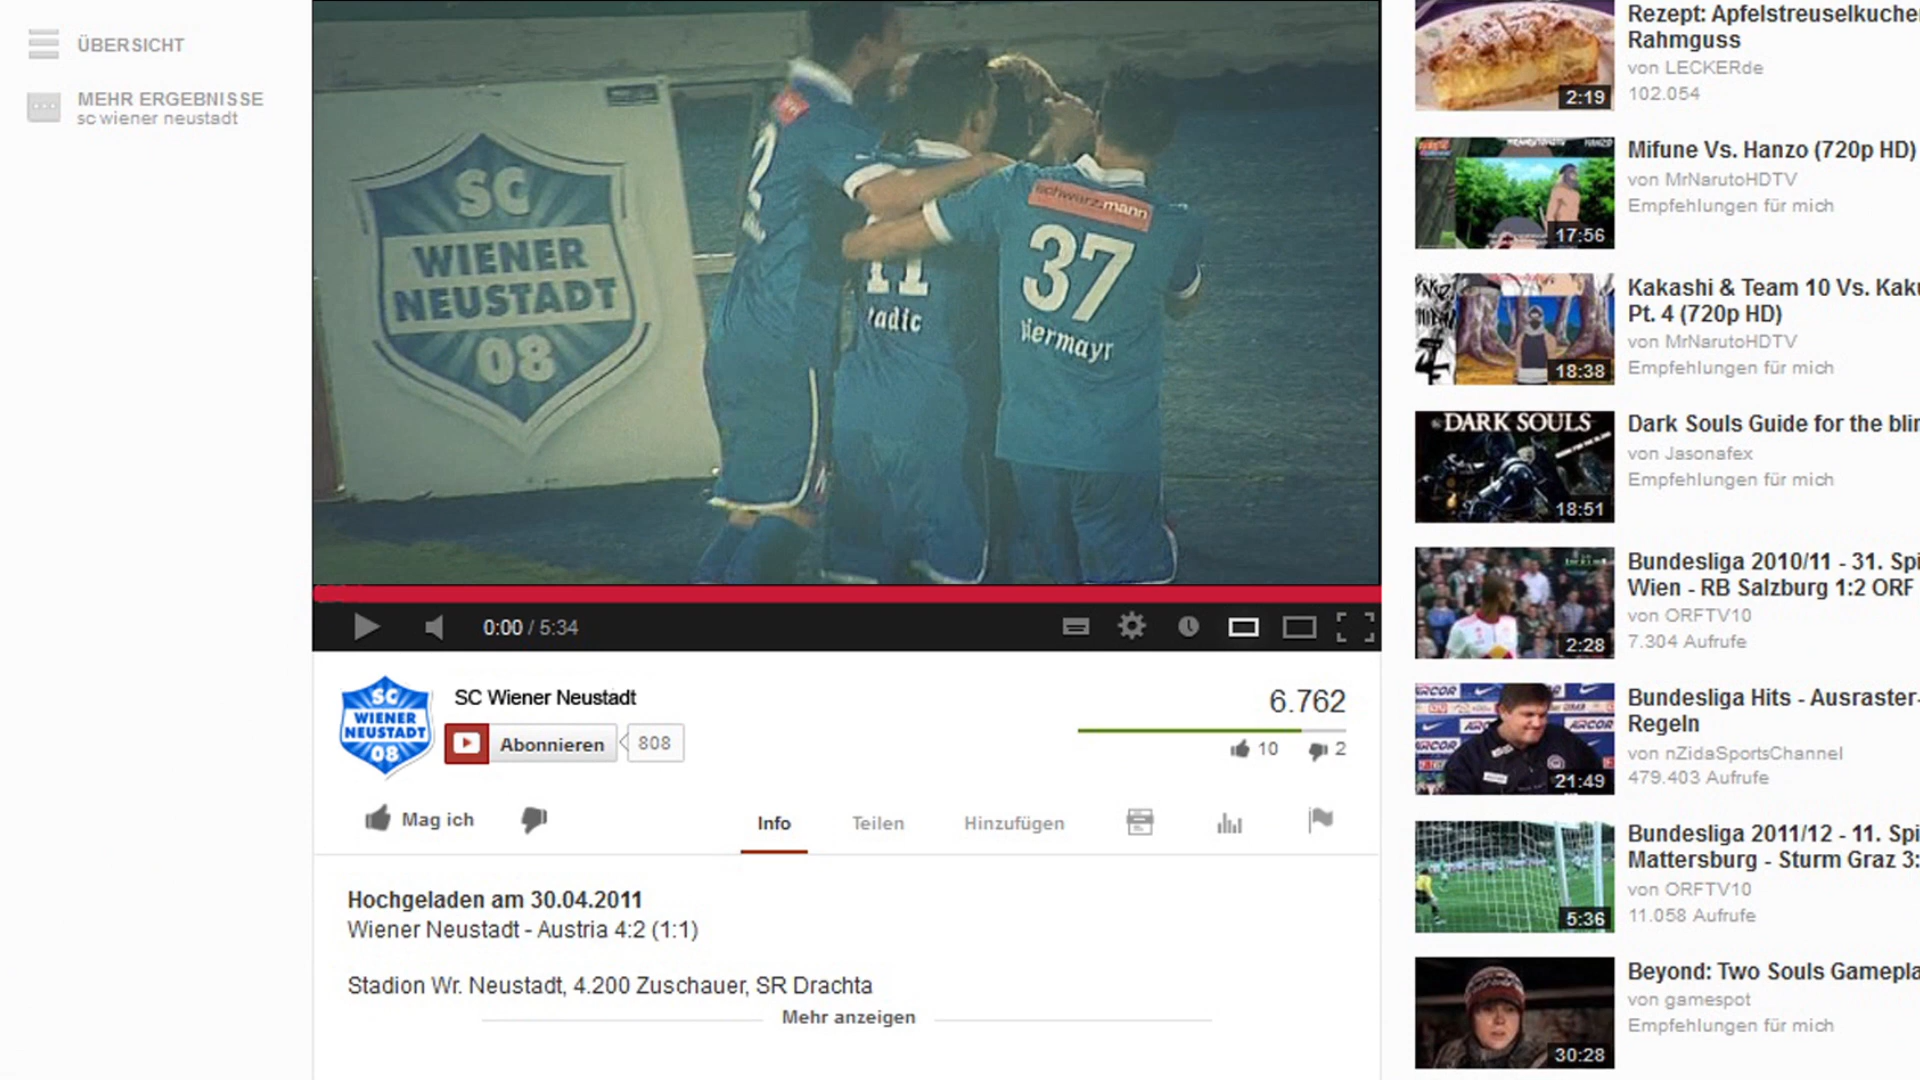 ÜBERSICHT
MEHR ERGEBNISSE
sc wiener neustadt
SC
WIENER
NEUSTADT
08
schwarz.mann
2
11
37
0:00 / 5:34
SC
WIENER
NEUSTADT
08
SC Wiener Neustadt
Abonnieren
808
6.762
10
2
Mag ich
Info
Teilen
Hinzufügen
Hochgeladen am 30.04.2011
Wiener Neustadt - Austria 4:2 (1:1)
Stadion Wr. Neustadt, 4.200 Zuschauer, SR Drachta
Mehr anzeigen
Rezept: Apfelstreuselkuche
Rahmguss
von LECKERde
102.054
2:19
Mifune Vs. Hanzo (720p HD)
von MrNarutoHDTV
Empfehlungen für mich
17:56
Kakashi & Team 10 Vs. Kaku
Pt. 4 (720p HD)
von MrNarutoHDTV
Empfehlungen für mich
18:38
DARK SOULS
Dark Souls Guide for the blin
von Jasonafex
Empfehlungen für mich
18:51
Bundesliga 2010/11 - 31. Spi
Wien - RB Salzburg 1:2 ORF
von ORFTV10
7.304 Aufrufe
2:28
ARCOR
Bundesliga Hits - Ausraster-
Regeln
von nZidaSportsChannel
479.403 Aufrufe
21:49
Bundesliga 2011/12 - 11. Spi
Mattersburg - Sturm Graz 3:
von ORFTV10
11.058 Aufrufe
5:36
Beyond: Two Souls Gamepla
von gamespot
Empfehlungen für mich
30:28